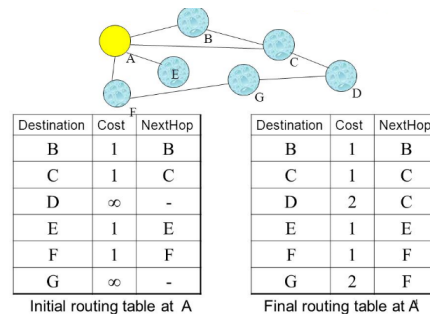 B
A
C
E
D
G
F
Destination Cost NextHop
B 1 B
C 1 C
D ∞ -
E 1 E
F 1 F
G ∞ -
Initial routing table at A
Destination Cost NextHop
B 1 B
C 1 C
D 2 C
E 1 E
F 1 F
G 2 F
Final routing table at A